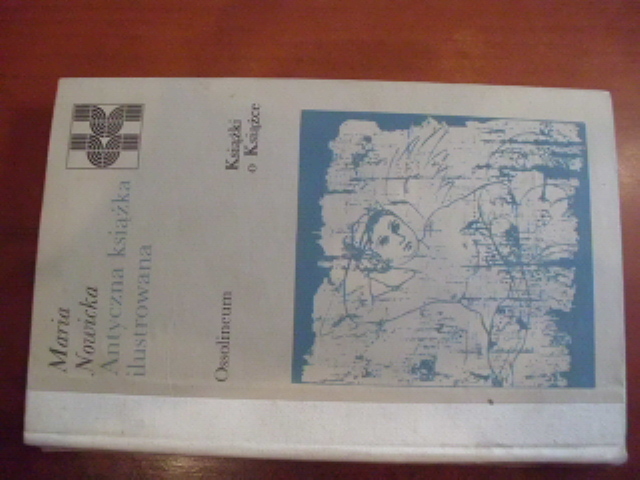 Maria
Nowicka
Antyczna książka
ilustrowana
Ossolineum
Książki
o Książce